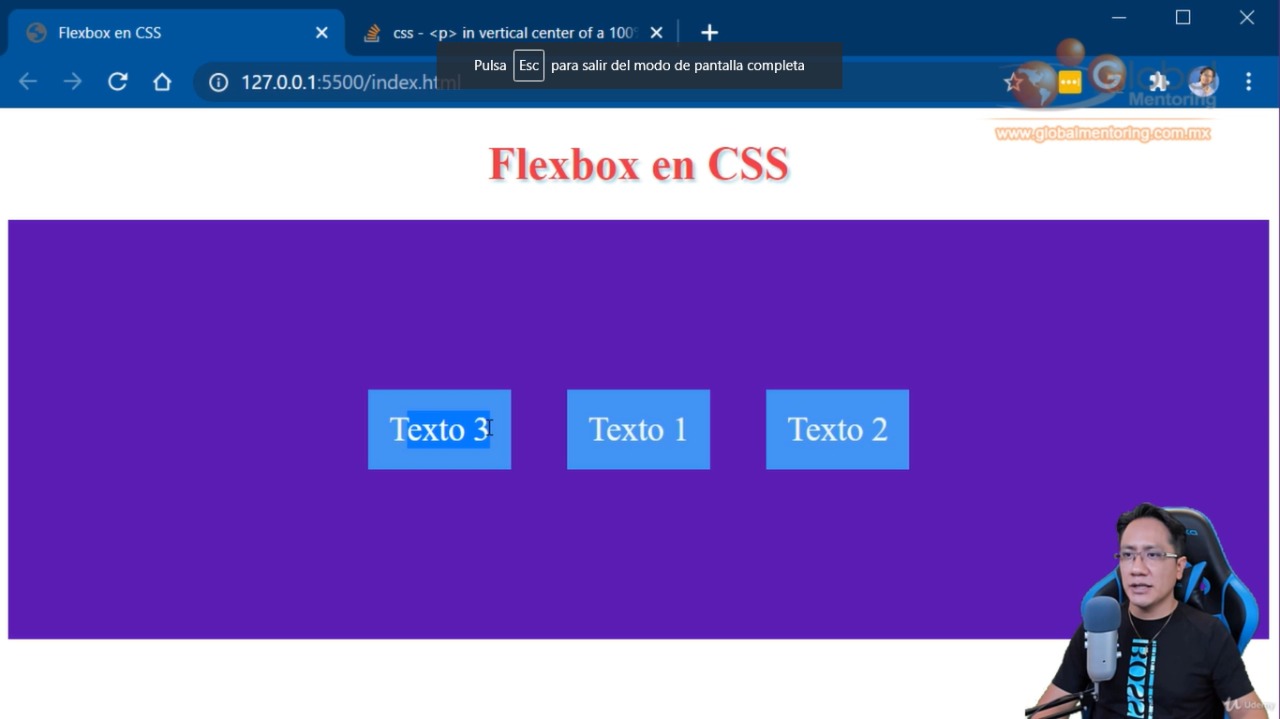 Flexbox en CSS
css - <p> in vertical center of a 100
Pulsa Esc para salir del modo de pantalla completa
127.0.0.1:5500/index.html
Global
Mentoring
www.globalmentoring.com.mx
Flexbox en CSS
Texto 3
Texto 1
Texto 2
Udemy